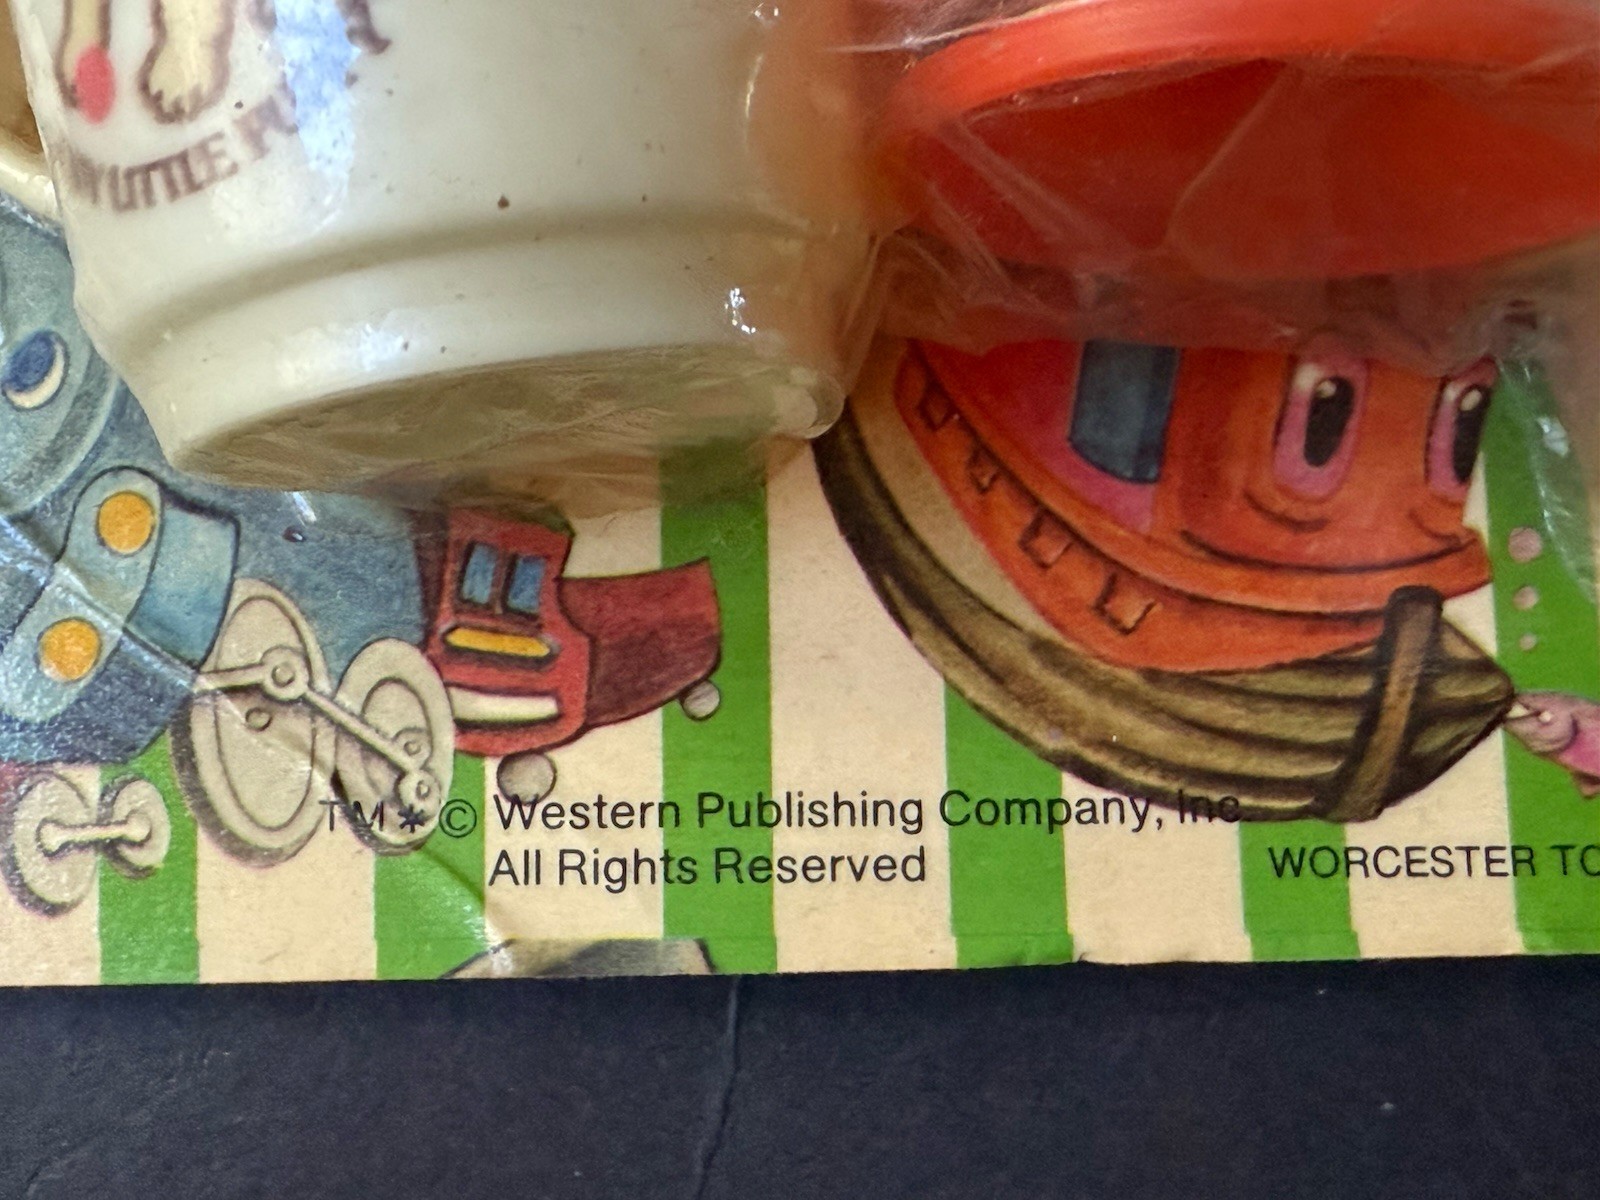 LITTLE
TM * © Western Publishing Company, Inc.
All Rights Reserved
WORCESTER TO